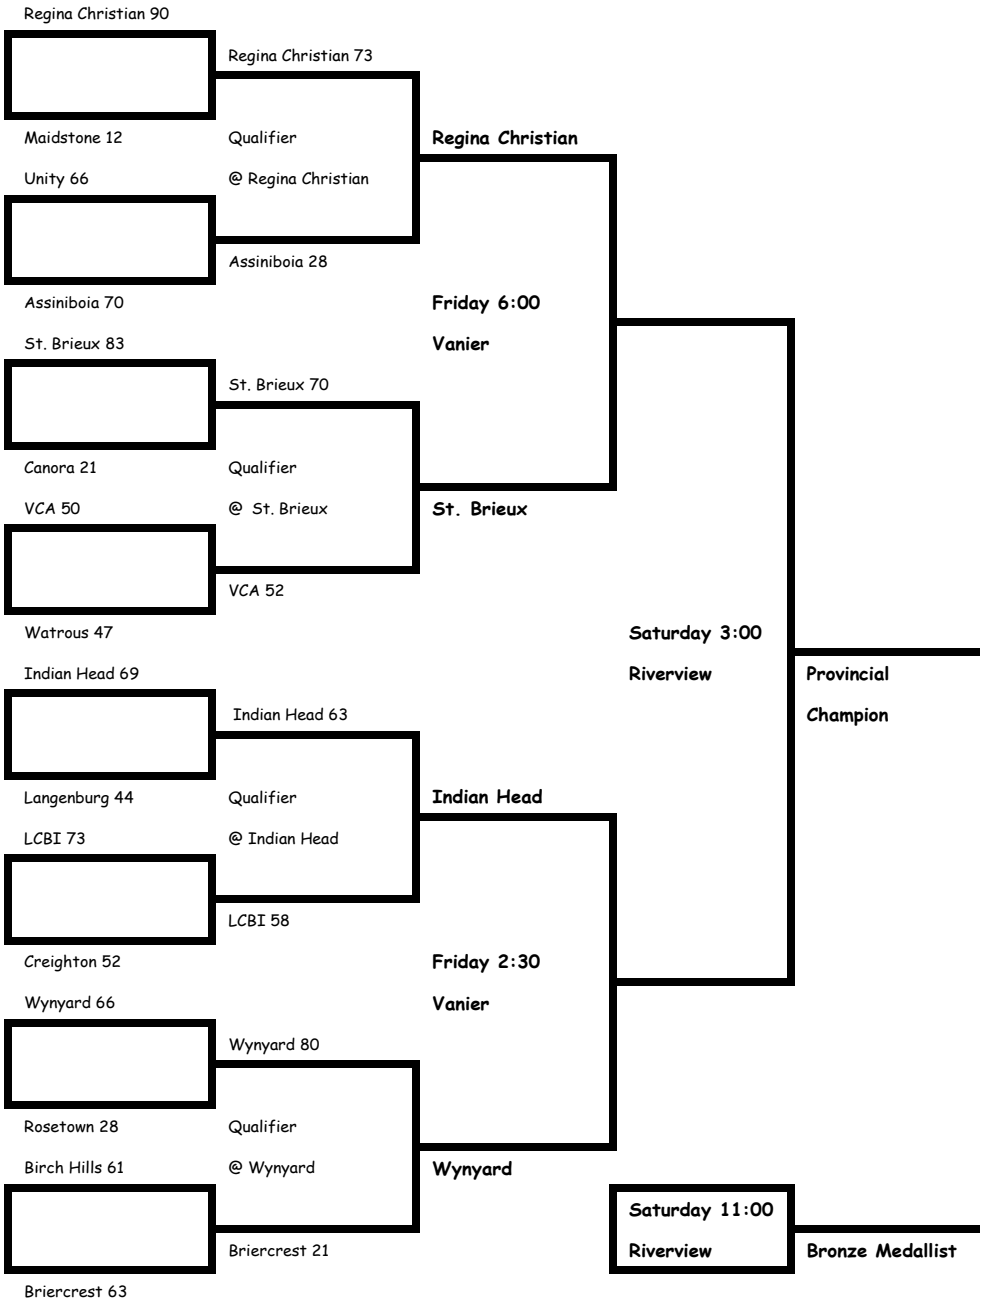 Regina Christian 90
Regina Christian 73
Maidstone 12
Qualifier
Regina Christian
Unity 66
@ Regina Christian
Assiniboia 28
Assiniboia 70
Friday 6:00
St. Brieux 83
Vanier
St. Brieux 70
Canora 21
Qualifier
VCA 50
@ St. Brieux
St. Brieux
VCA 52
Watrous 47
Saturday 3:00
Indian Head 69
Riverview
Provincial
Indian Head 63
Champion
Langenburg 44
Qualifier
Indian Head
LCBI 73
@ Indian Head
LCBI 58
Creighton 52
Friday 2:30
Wynyard 66
Vanier
Wynyard 80
Rosetown 28
Qualifier
Birch Hills 61
@ Wynyard
Wynyard
Saturday 11:00
Briercrest 21
Riverview
Bronze Medallist
Briercrest 63